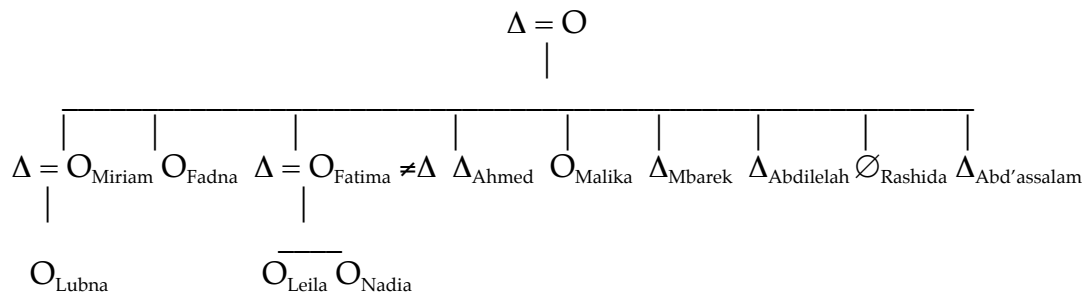 Δ = O
Δ = O Miriam O Fadna Δ = O Fatima ≠Δ Δ Ahmed O Malika Δ Mbarek Δ Abdilelah Ø Rashida Δ Abd'assalam
O Lubna O Leila O Nadia